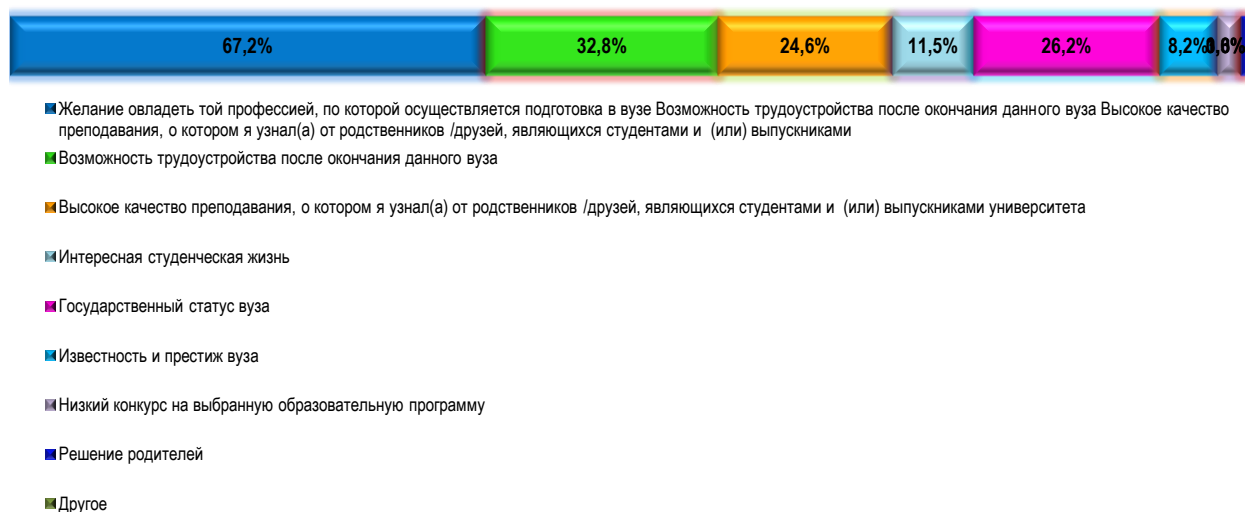 67,2% 32,8% 24,6% 11,5% 26,2% 8,2%
Желание овладеть той профессией, по которой осуществляется подготовка в вузе Возможность трудоустройства после окончания данного вуза Высокое качество
преподавания, о котором я узнал(а) от родственников /друзей, являющихся студентами и (или) выпускниками
Возможность трудоустройства после окончания данного вуза
Высокое качество преподавания, о котором я узнал(а) от родственников /друзей, являющихся студентами и (или) выпускниками университета
Интересная студенческая жизнь
Государственный статус вуза
Известность и престиж вуза
Низкий конкурс на выбранную образовательную программу
Решение родителей
Другое